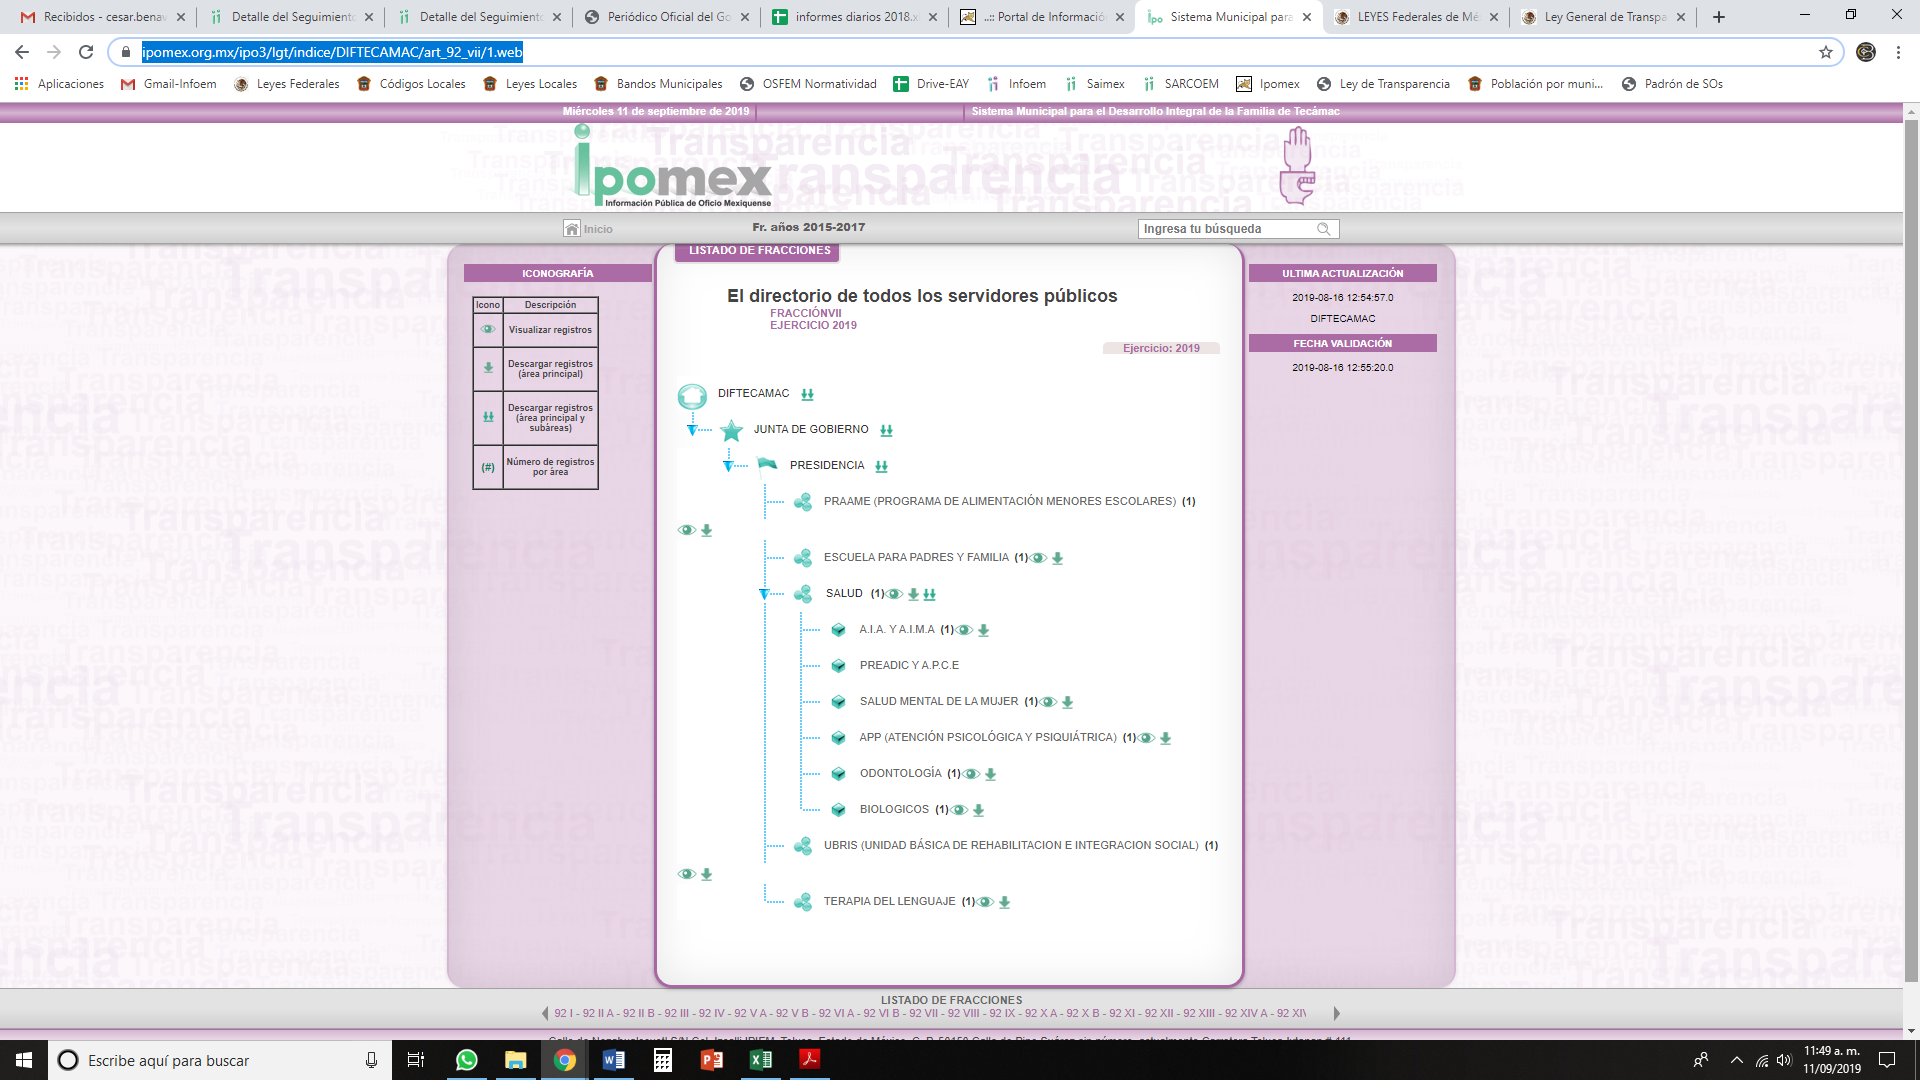 Recibidos - cesar.benav
Detalle del Seguimiento
Detalle del Seguimiento
Periódico Oficial del Go
informes diarios 2018.x
..:: Portal de Informació
Sistema Municipal para
LEYES Federales de Mé
Ley General de Transpa
ipomex.org.mx/ipo3/lgt/indice/DIFTECAMAC/art_92_vii/1.web
Aplicaciones
Gmail-Infoem
Leyes Federales
Códigos Locales
Leyes Locales
Bandos Municipales
OSFEM Normatividad
Drive-EAY
Infoem
Saimex
SARCOEM
Ipomex
Ley de Transparencia
Población por muni...
Padrón de SOs
Miércoles 11 de septiembre de 2019
Sistema Municipal para el Desarrollo Integral de la Familia de Tecámac
Transparencia
ipomex
Información Pública de Oficio Mexiquense
Inicio
Fr. años 2015-2017
Ingresa tu búsqueda
ICONOGRAFÍA
Icono Descripción
Visualizar registros
Descargar registros
(área principal)
Descargar registros
(área principal y
subáreas)
(#) Número de registros
por área
LISTADO DE FRACCIONES
El directorio de todos los servidores públicos
FRACCIÓNVII
EJERCICIO 2019
Ejercicio: 2019
DIFTECAMAC
JUNTA DE GOBIERNO
PRESIDENCIA
PRAAME (PROGRAMA DE ALIMENTACIÓN MENORES ESCOLARES) (1)
ESCUELA PARA PADRES Y FAMILIA (1)
SALUD (1)
A.I.A. Y A.I.M.A (1)
PREADIC Y A.P.C.E
SALUD MENTAL DE LA MUJER (1)
APP (ATENCIÓN PSICOLÓGICA Y PSIQUIÁTRICA) (1)
ODONTOLOGÍA (1)
BIOLOGICOS (1)
UBRIS (UNIDAD BÁSICA DE REHABILITACION E INTEGRACION SOCIAL) (1)
TERAPIA DEL LENGUAJE (1)
ULTIMA ACTUALIZACIÓN
2019-08-16 12:54:57.0
DIFTECAMAC
FECHA VALIDACIÓN
2019-08-16 12:55:20.0
LISTADO DE FRACCIONES
92 I - 92 II A - 92 II B - 92 III - 92 IV - 92 V A - 92 V B - 92 VI A - 92 VI B - 92 VII - 92 VIII - 92 IX - 92 X A - 92 X B - 92 XI - 92 XII - 92 XIII - 92 XIV A - 92 XIV
Escribe aquí para buscar
11:49 a. m.
11/09/2019